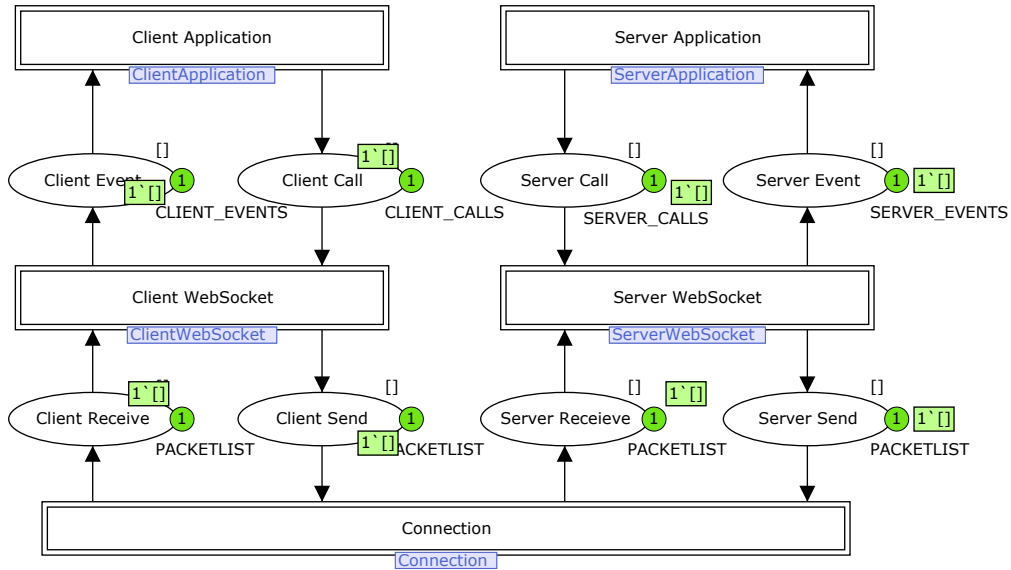 Client Application
Server Application
ClientApplication
ServerApplication
[]
1`[]
[]
[]
Client Event
1`[]
1
Client Call
1
Server Call
1
1`[]
Server Event
1
1`[]
CLIENT_EVENTS
CLIENT_CALLS
SERVER_CALLS
SERVER_EVENTS
Client WebSocket
Server WebSocket
ClientWebSocket
ServerWebSocket
1`[]
[]
[]
1`[]
[]
Client Receive
1
Client Send
1
1`[]
Server Receieve
1
Server Send
1
1`[]
PACKETLIST
ACKETLIST
PACKETLIST
PACKETLIST
Connection
Connection